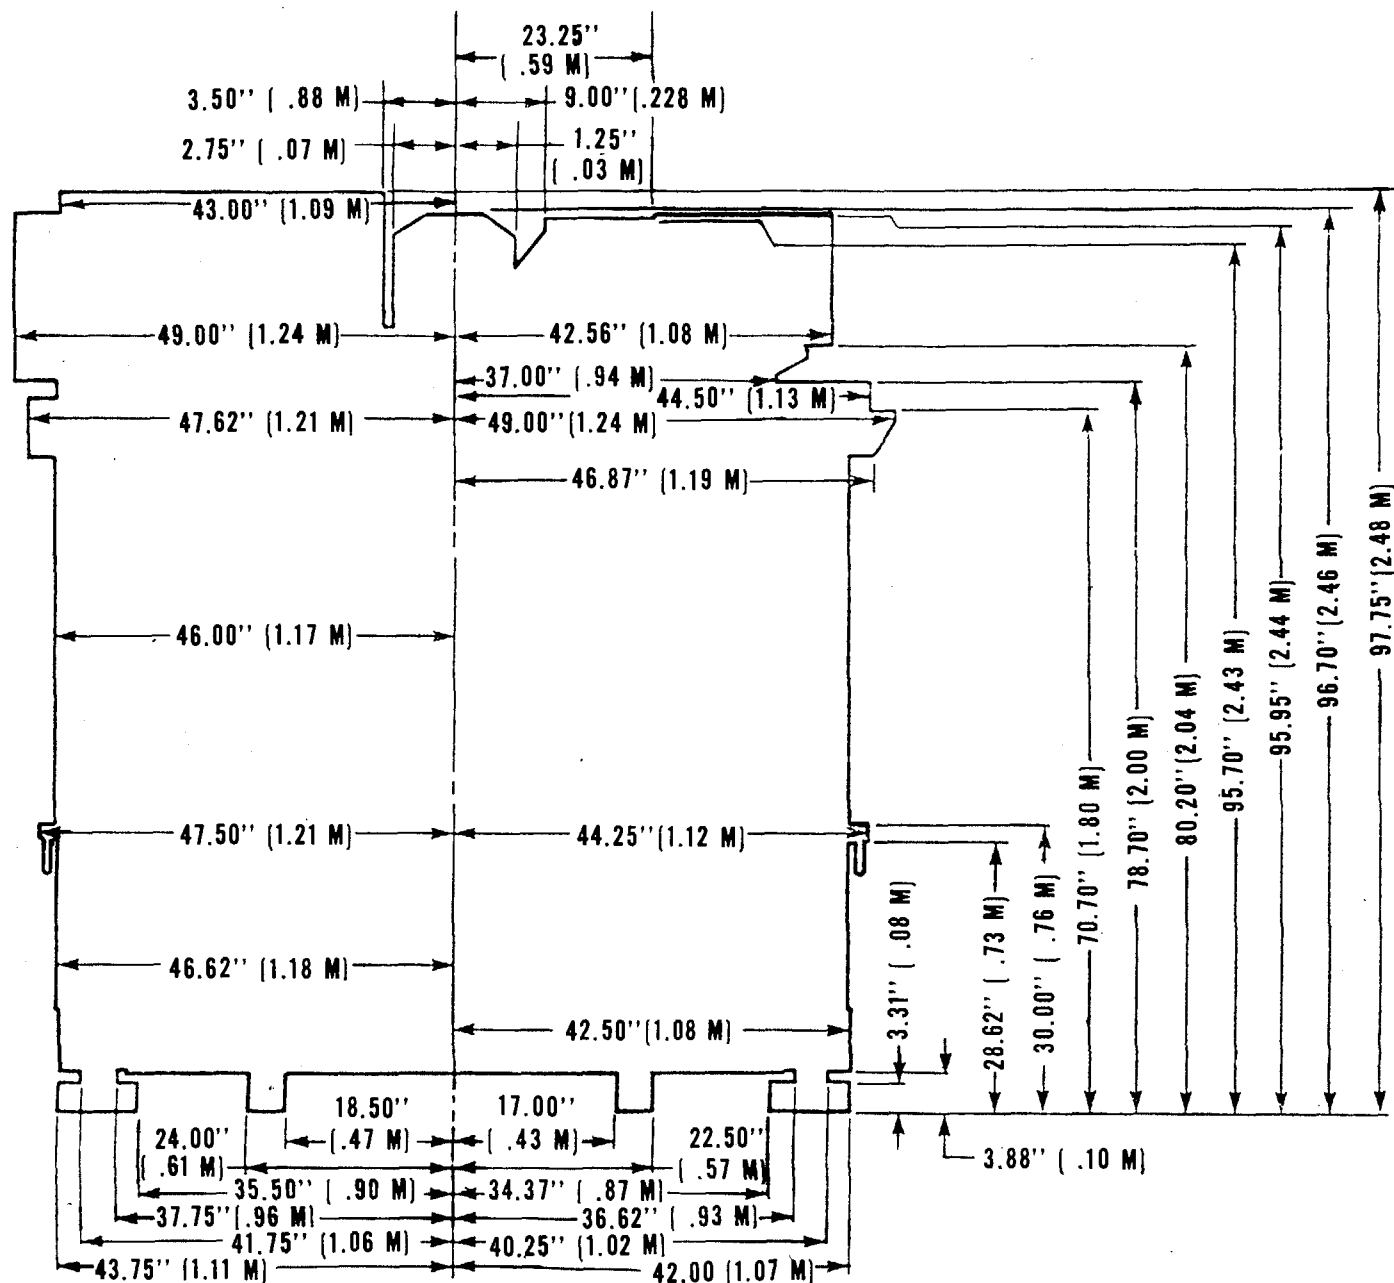 23.25''
( .59 M)
3.50'' ( .88 M)
9.00'' (.228 M)
2.75'' ( .07 M)
1.25''
( .03 M)
43.00'' (1.09 M)
49.00'' (1.24 M)
42.56'' (1.08 M)
37.00'' ( .94 M)
44.50'' (1.13 M)
47.62'' (1.21 M)
49.00'' (1.24 M)
46.87'' (1.19 M)
46.00'' (1.17 M)
47.50'' (1.21 M)
44.25'' (1.12 M)
46.62'' (1.18 M)
42.50'' (1.08 M)
3.31'' ( .08 M)
28.62'' ( .73 M)
30.00'' ( .76 M)
70.70'' (1.80 M)
78.70'' (2.00 M)
80.20'' (2.04 M)
95.70'' (2.43 M)
95.95'' (2.44 M)
96.70'' (2.46 M)
97.75'' (2.48 M)
18.50''
(.47 M)
17.00''
( .43 M)
24.00''
( .61 M)
22.50''
( .57 M)
3.88'' ( .10 M)
35.50'' ( .90 M)
34.37'' ( .87 M)
37.75'' (.96 M)
36.62'' ( .93 M)
41.75'' (1.06 M)
40.25'' (1.02 M)
43.75'' (1.11 M)
42.00 (1.07 M)